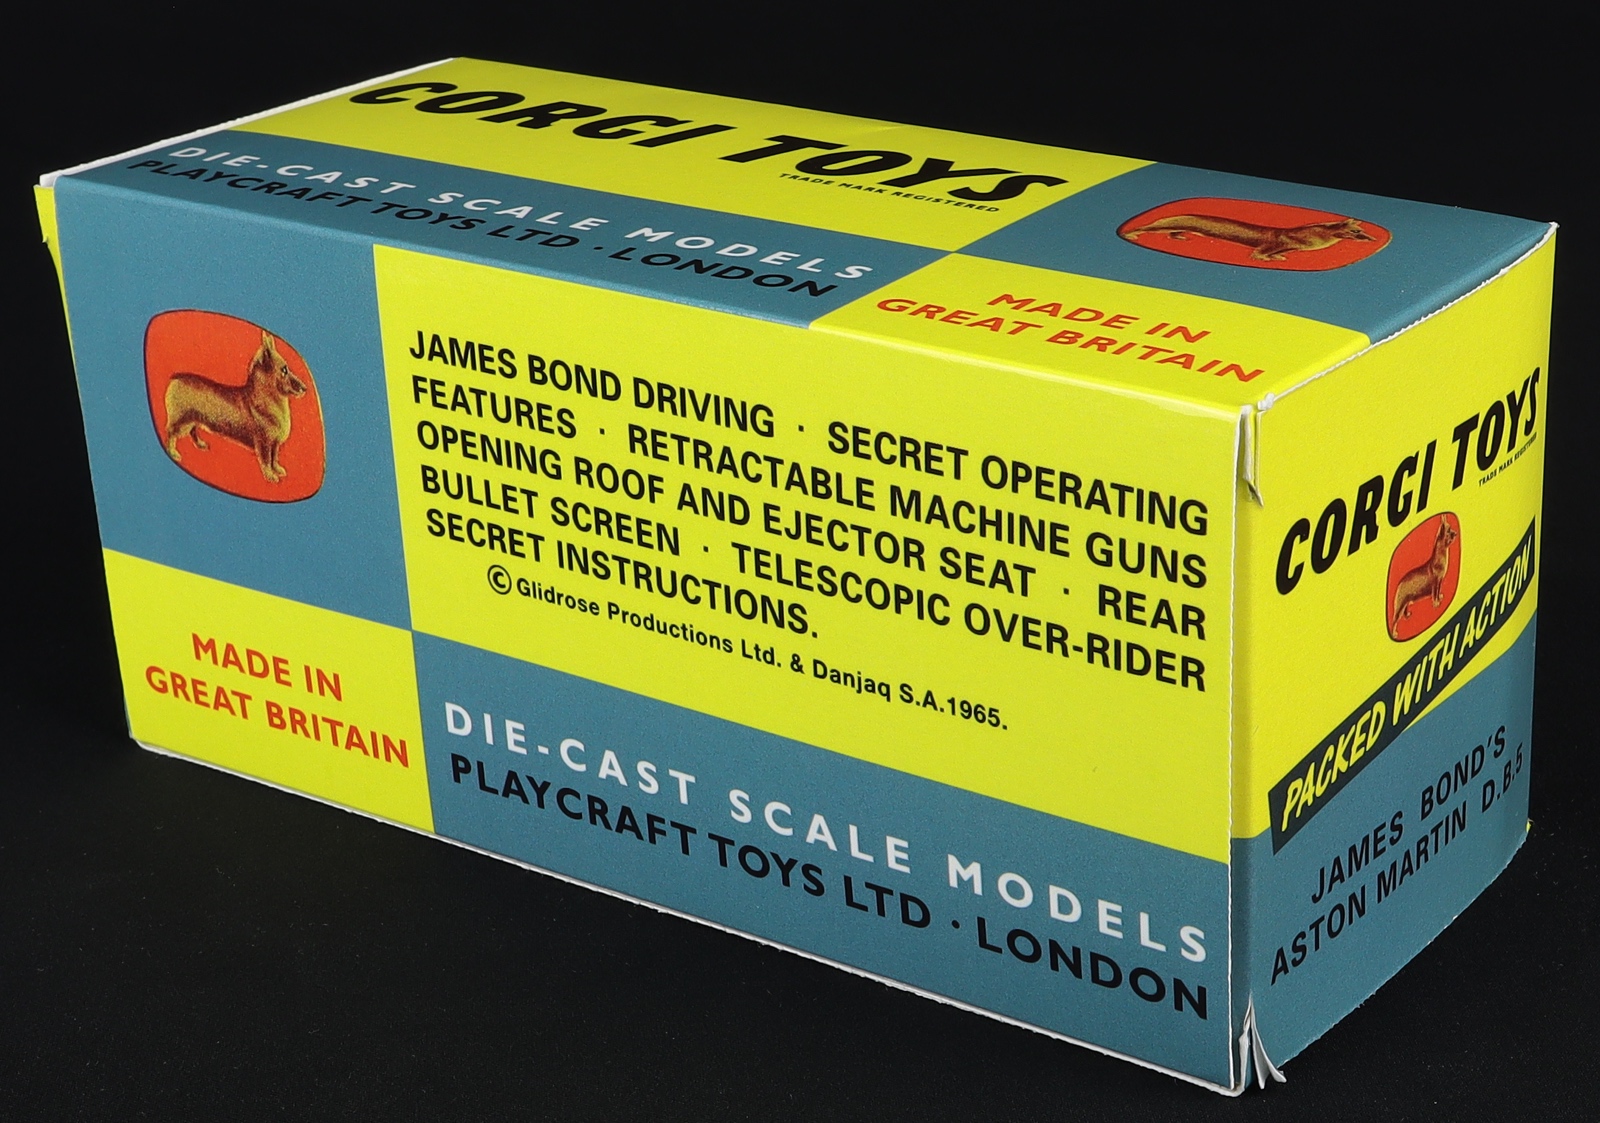 CORGI TOYS
TRADE MARK REGISTERED
DIE-CAST SCALE MODELS
PLAYCRAFT TOYS LTD · LONDON
MADE IN
GREAT BRITAIN
JAMES BOND DRIVING · SECRET OPERATING
FEATURES · RETRACTABLE MACHINE GUNS
OPENING ROOF AND EJECTOR SEAT · REAR
BULLET SCREEN · TELESCOPIC OVER-RIDER
SECRET INSTRUCTIONS.
© Glidrose Productions Ltd. & Danjaq S.A.1965.
MADE IN
GREAT BRITAIN
DIE-CAST SCALE MODELS
PLAYCRAFT TOYS LTD · LONDON
CORGI TOYS
TRADE MARK REGISTERED
PACKED WITH ACTION
JAMES BOND'S
ASTON MARTIN D.B.5